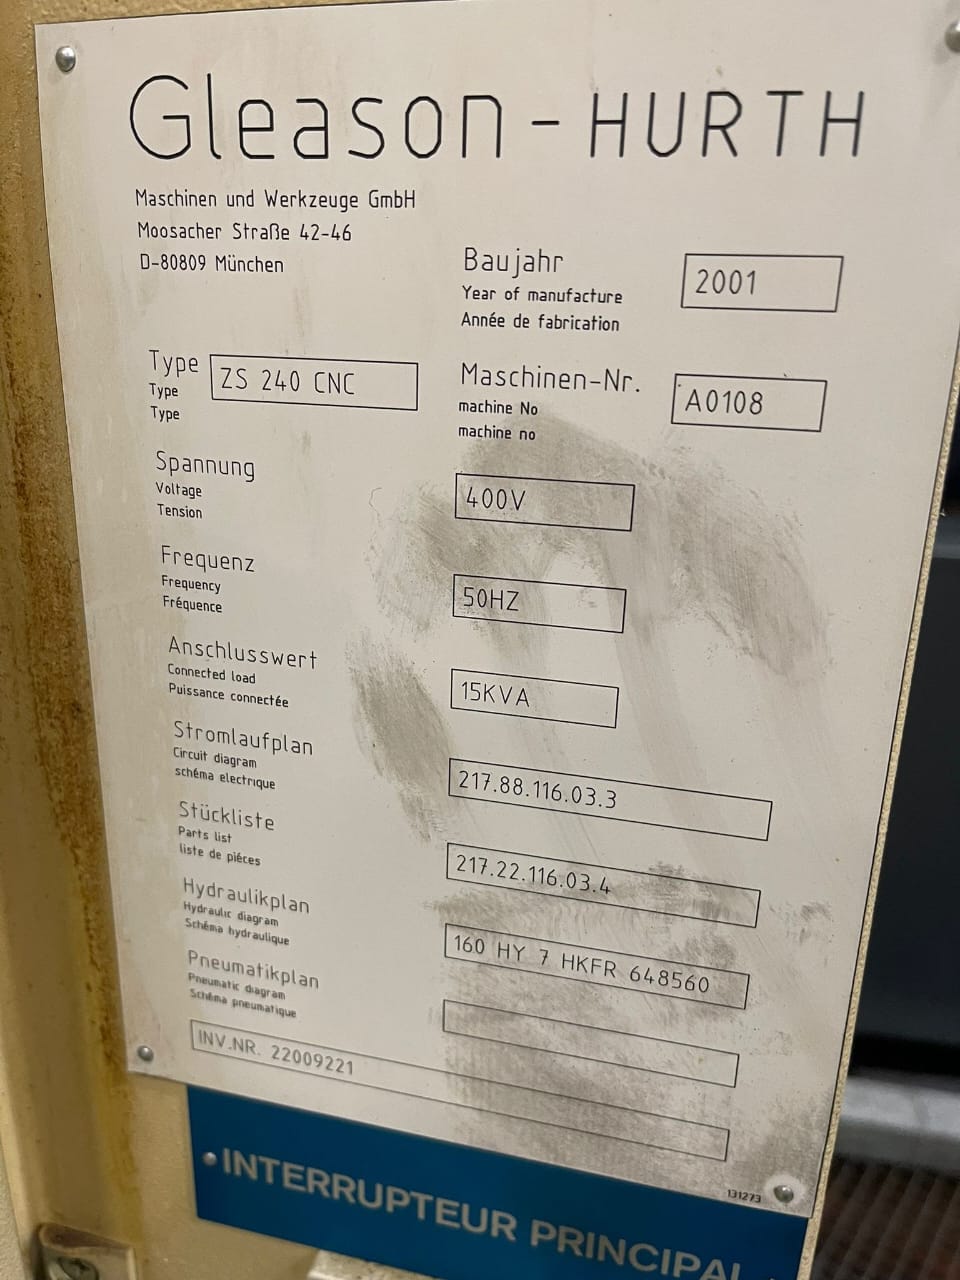 Gleason - HURTH
Maschinen und Werkzeuge GmbH
Moosacher Straße 42-46
D-80809 München
Baujahr 2001
Year of manufacture
Année de fabrication
Type ZS 240 CNC
Type
Type
Maschinen-Nr. A0108
machine No
machine no
Spannung 400V
Voltage
Tension
Frequenz 50HZ
Frequency
Fréquence
Anschlusswert 15KVA
Connected load
Puissance connectée
Stromlaufplan 217.88.116.03.3
Circuit diagram
schéma electrique
Stückliste 217.22.116.03.4
Parts list
liste de piéces
Hydraulikplan 160 HY 7 HKFR 648560
Hydraulic diagram
Schéma hydraulique
Pneumatikplan
Pneumatic diagram
Schéma pneumatique
INV.NR. 22009221
131273
INTERRUPTEUR PRINCIPAL